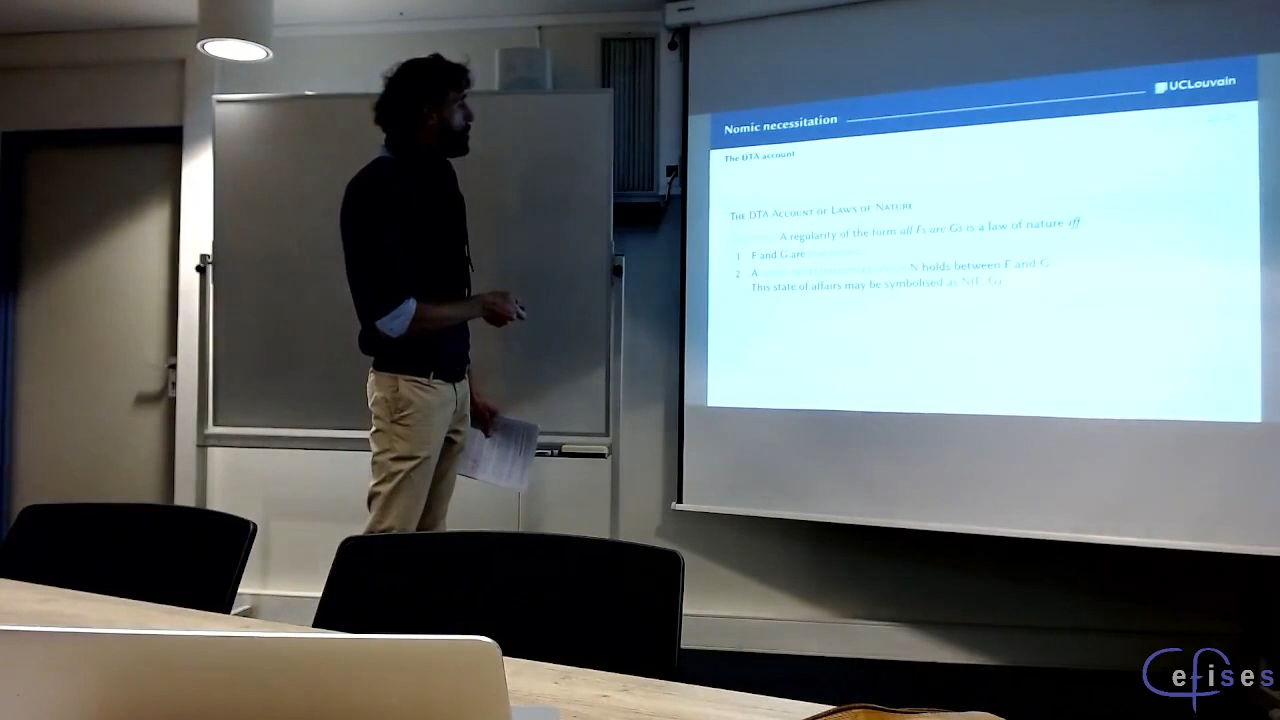 UCLouvain
Nomic necessitation
The DTA account
THE DTA ACCOUNT OF LAWS OF NATURE
A regularity of the form all Fs are Gs is a law of nature iff
1 F and G are
2 A N holds between F and G
This state of affairs may be symbolised as
efises